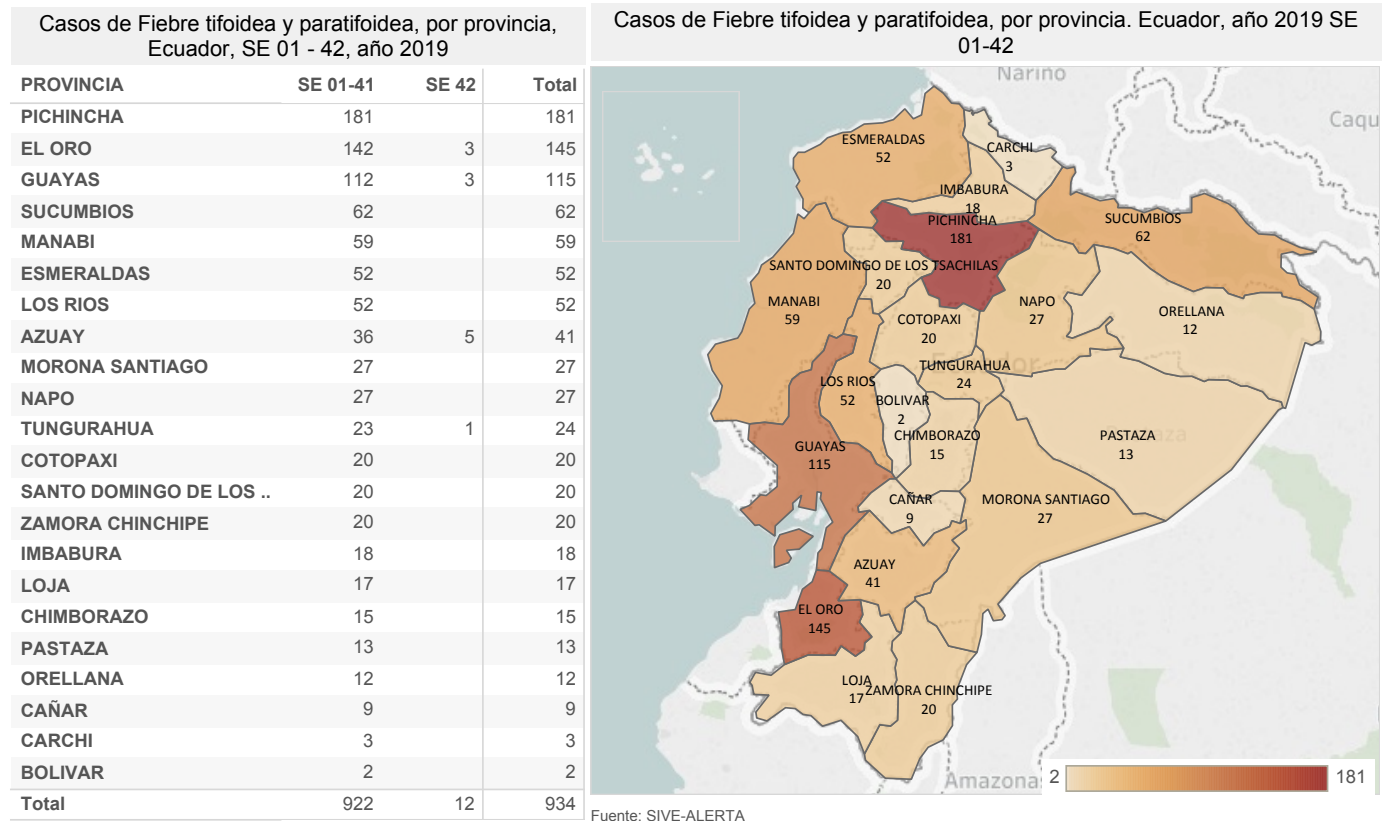 Casos de Fiebre tifoidea y paratifoidea, por provincia,
Ecuador, SE 01 - 42, año 2019
PROVINCIA SE 01-41 SE 42 Total
PICHINCHA 181 181
EL ORO 142 3 145
GUAYAS 112 3 115
SUCUMBIOS 62 62
MANABI 59 59
ESMERALDAS 52 52
LOS RIOS 52 52
AZUAY 36 5 41
MORONA SANTIAGO 27 27
NAPO 27 27
TUNGURAHUA 23 1 24
COTOPAXI 20 20
SANTO DOMINGO DE LOS .. 20 20
ZAMORA CHINCHIPE 20 20
IMBABURA 18 18
LOJA 17 17
CHIMBORAZO 15 15
PASTAZA 13 13
ORELLANA 12 12
CAÑAR 9 9
CARCHI 3 3
BOLIVAR 2 2
Total 922 12 934
Casos de Fiebre tifoidea y paratifoidea, por provincia. Ecuador, año 2019 SE
01-42
Narino
Caqu
ESMERALDAS
52
CARCHI
3
IMBABURA
18
PICHINCHA
181
SUCUMBIOS
62
SANTO DOMINGO DE LOS TSACHILAS
20
MANABI
59
NAPO
27
ORELLANA
12
COTOPAXI
20
Ecuador
TUNGURAHUA
24
LOS RIOS
52
BOLIVAR
2
CHIMBORAZO
15
GUAYAS
115
PASTAZA
13
CAÑAR
9
MORONA SANTIAGO
27
AZUAY
41
EL ORO
145
LOJA
17
ZAMORA CHINCHIPE
20
Amazona
2 181
Fuente: SIVE-ALERTA